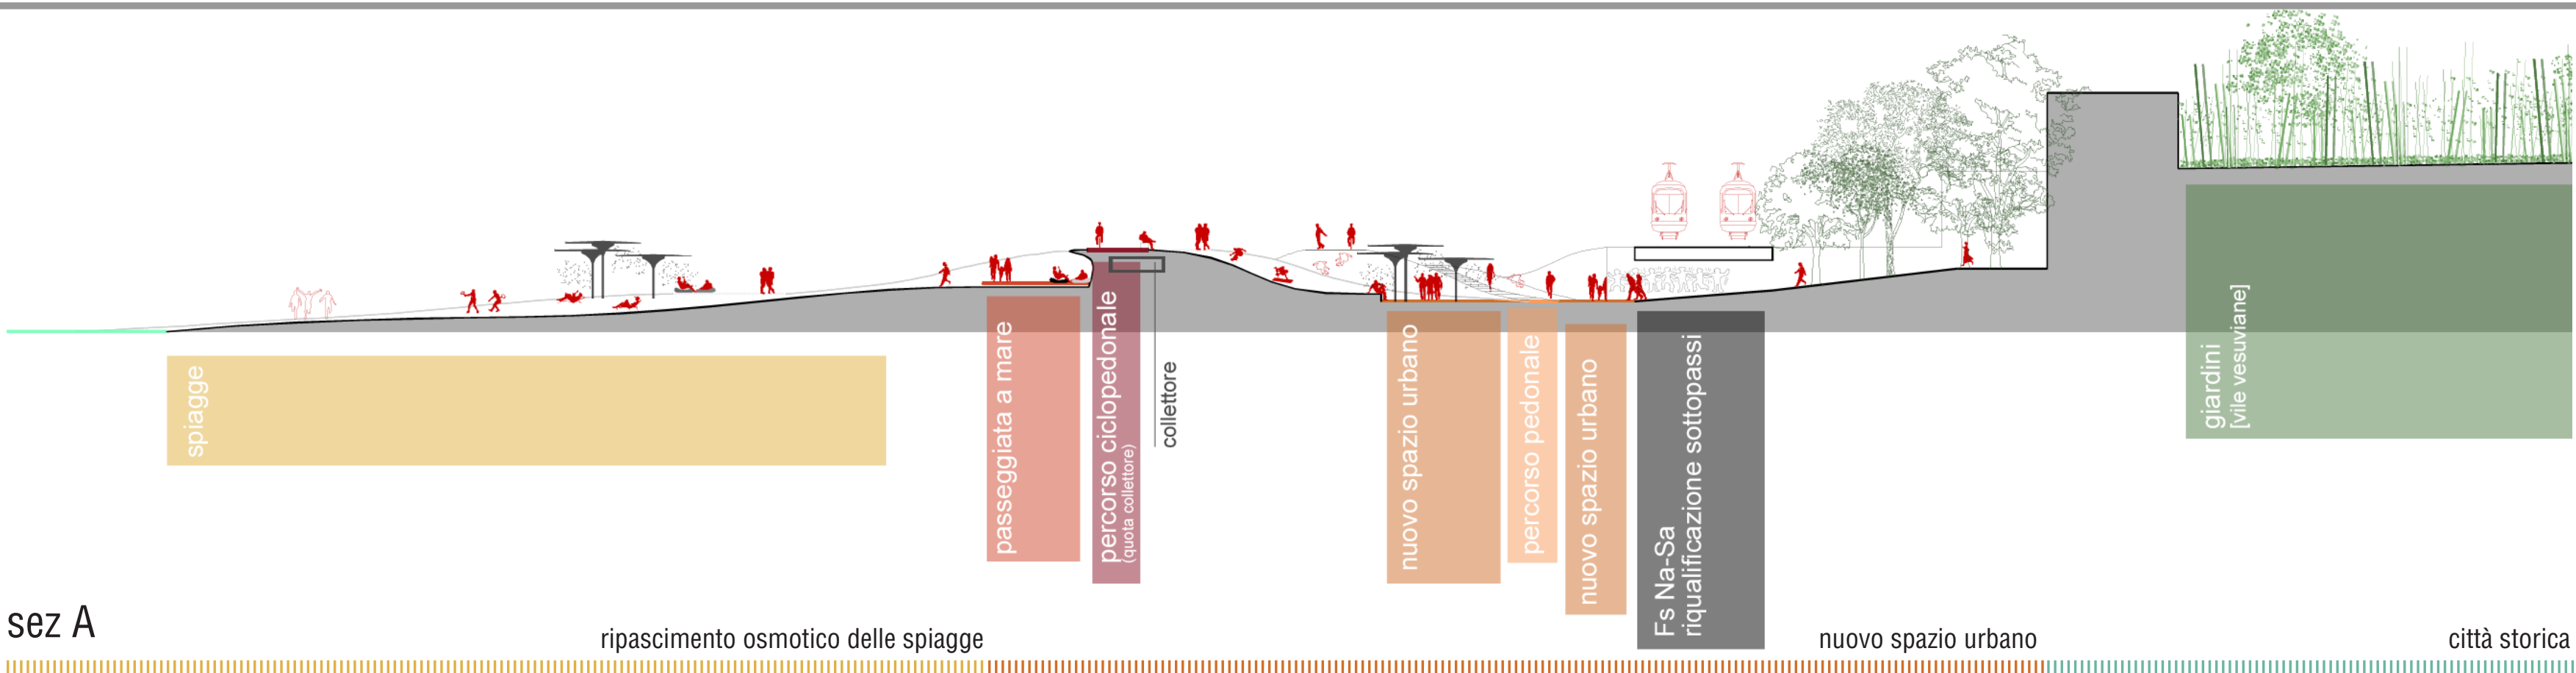 spiagge
passeggiata a mare
percorso ciclopedonale
(quota collettore)
collettore
nuovo spazio urbano
percorso pedonale
nuovo spazio urbano
Fs Na-Sa
riqualificazione sottopassi
giardini
[vile vesuviane]
sez A
ripascimento osmotico delle spiagge
nuovo spazio urbano
città storica